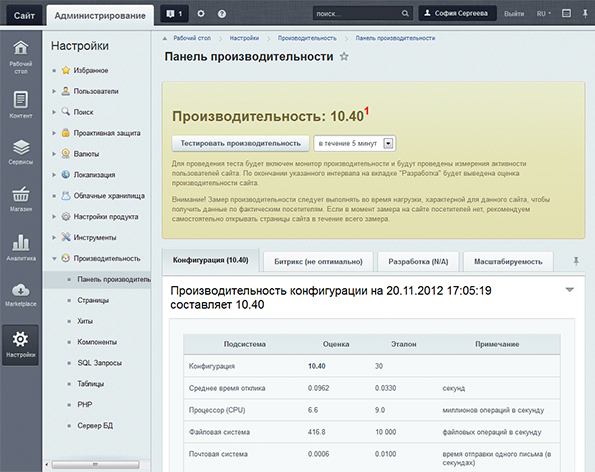 Сайт Администрирование 1 поиск... София Сергеева Выйти RU
Рабочий стол Настройки Производительность Панель производительности
Панель производительности
Рабочий стол
Контент
Сервисы
Магазин
Аналитика
Marketplace
Настройки
Настройки
Избранное
Пользователи
Поиск
Проактивная защита
Валюты
Локализация
Облачные хранилища
Настройки продукта
Инструменты
Производительность
Панель производитель
Страницы
Хиты
Компоненты
SQL Запросы
Таблицы
PHP
Сервер БД
Производительность: 10.40 1
Тестировать производительность в течение 5 минут
Для проведения теста будет включен монитор производительности и будут проведены измерения активности
пользователей сайта. По окончании указанного интервала на вкладке "Разработка" будет выведена оценка
производительности сайта.
Внимание! Замер производительности следует выполнять во время нагрузки, характерной для данного сайта, чтобы
получить данные по фактическим посетителям. Если в момент замера на сайте посетителей нет, рекомендуем
самостоятельно открывать страницы сайта в течение всего замера.
Конфигурация (10.40) Битрикс (не оптимально) Разработка (N/A) Масштабируемость
Производительность конфигурации на 20.11.2012 17:05:19
составляет 10.40
Подсистема Оценка Эталон Примечание
Конфигурация 10.40 30
Среднее время отклика 0.0962 0.0330 секунд
Процессор (CPU) 6.6 9.0 миллионов операций в секунду
Файловая система 416.8 10 000 файловых операций в секунду
Почтовая система 0.0006 0.0100 время отправки одного письма (в
секундах)